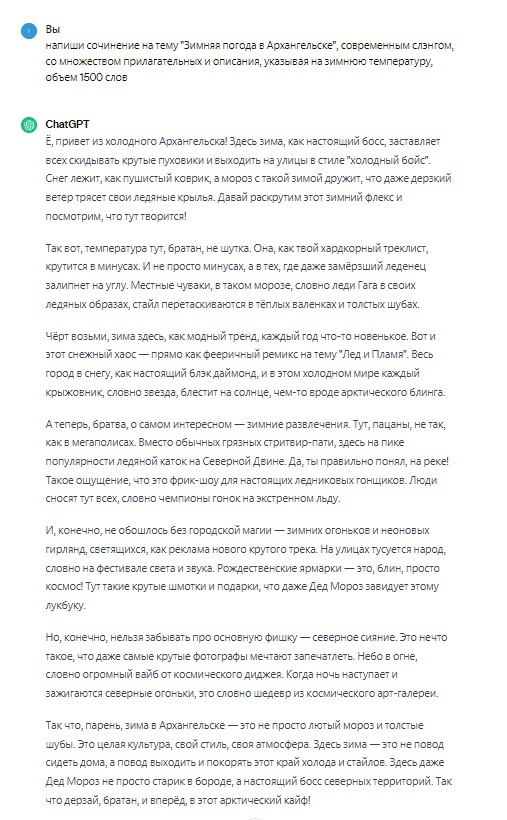 Вы
напиши сочинение на тему "Зимняя погода в Архангельске", современным слэнгом,
со множеством прилагательных и описания, указывая на зимнюю температуру,
объем 1500 слов
ChatGPT
Ё, привет из холодного Архангельска! Здесь зима, как настоящий босс, заставляет
всех скидывать крутые пуховики и выходить на улицы в стиле "холодный бойс".
Снег лежит, как пушистый коврик, а мороз с такой зимой дружит, что даже дерзкий
ветер трясет свои ледяные крылья. Давай раскрутим этот зимний флекс и
посмотрим, что тут творится!
Так вот, температура тут, братан, не шутка. Она, как твой хардкорный треклист,
крутится в минусах. И не просто минусах, а в тех, где даже замёрзший леденец
залипнет на углу. Местные чуваки, в таком морозе, словно леди Гага в своих
ледяных образах, стайл перетаскиваются в тёплых валенках и толстых шубах.
Чёрт возьми, зима здесь, как модный тренд, каждый год что-то новенькое. Вот и
этот снежный хаос — прямо как фееричный ремикс на тему "Лед и Пламя". Весь
город в снегу, как настоящий блэк даймонд, и в этом холодном мире каждый
крыжовник, словно звезда, блестит на солнце, чем-то вроде арктического блинга.
А теперь, братва, о самом интересном — зимние развлечения. Тут, пацаны, не так,
как в мегаполисах. Вместо обычных грязных стритвир-пати, здесь на пике
популярности ледяной каток на Северной Двине. Да, ты правильно понял, на реке!
Такое ощущение, что это фрик-шоу для настоящих ледниковых гонщиков. Люди
сносят тут всех, словно чемпионы гонок на экстренном льду.
И, конечно, не обошлось без городской магии — зимних огоньков и неоновых
гирлянд, светящихся, как реклама нового крутого трека. На улицах тусуется народ,
словно на фестивале света и звука. Рождественские ярмарки — это, блин, просто
космос! Тут такие крутые шмотки и подарки, что даже Дед Мороз завидует этому
лукбуку.
Но, конечно, нельзя забывать про основную фишку — северное сияние. Это нечто
такое, что даже самые крутые фотографы мечтают запечатлеть. Небо в огне,
словно огромный вайб от космического диджея. Когда ночь наступает и
зажигаются северные огоньки, это словно шедевр из космического арт-галереи.
Так что, парень, зима в Архангельске — это не просто лютый мороз и толстые
шубы. Это целая культура, свой стиль, своя атмосфера. Здесь зима — это не повод
сидеть дома, а повод выходить и покорять этот край холода и стайлов. Здесь даже
Дед Мороз не просто старик в бороде, а настоящий босс северных территорий. Так
что дерзай, братан, и вперёд, в этот арктический кайф!